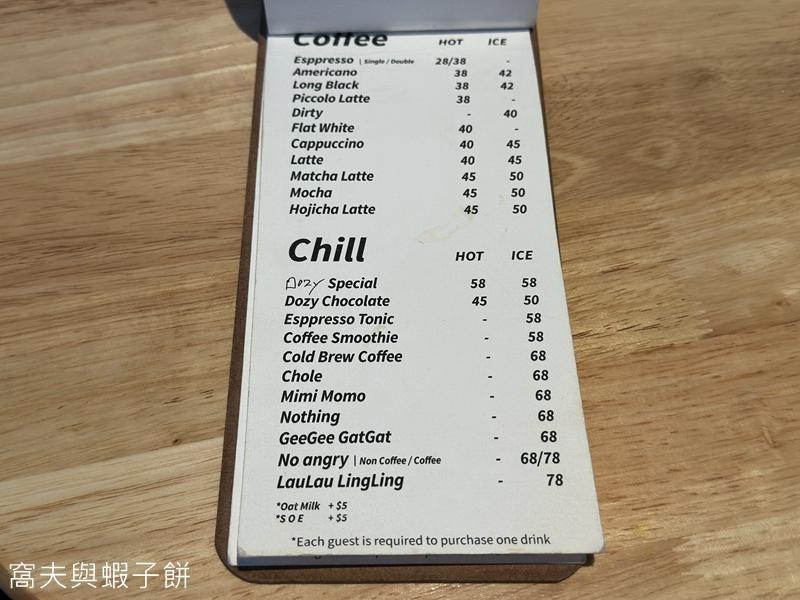 Coffee HOT ICE
Esppresso | Single / Double 28/38 -
Americano 38 42
Long Black 38 42
Piccolo Latte 38 -
Dirty - 40
Flat White 40 -
Cappuccino 40 45
Latte 40 45
Matcha Latte 45 50
Mocha 45 50
Hojicha Latte 45 50
Chill HOT ICE
Dozy Special 58 58
Dozy Chocolate 45 50
Esppresso Tonic - 58
Coffee Smoothie - 58
Cold Brew Coffee - 68
Chole - 68
Mimi Momo - 68
Nothing - 68
GeeGee GatGat - 68
No angry | Non Coffee / Coffee - 68/78
LauLau LingLing - 78
*Oat Milk + $5
*S O E + $5
*Each guest is required to purchase one drink
窩夫與蝦子餅